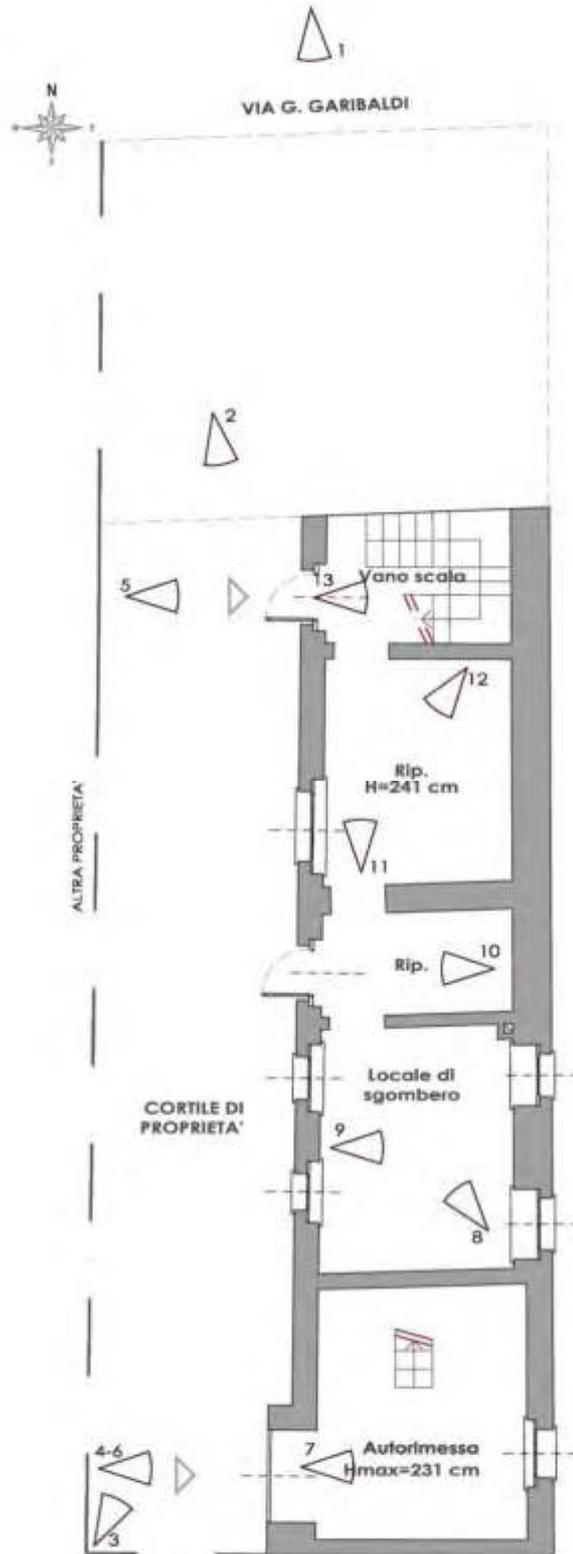 1
N
VIA G. GARIBALDI
2
5
13
Vano scala
12
Rip.
H=241 cm
ALTRA PROPRIETA'
11
Rip.
10
Locale di
sgombero
CORTILE DI
PROPRIETA'
9
8
4-6
7
Autorimessa
Hmax=231 cm
3